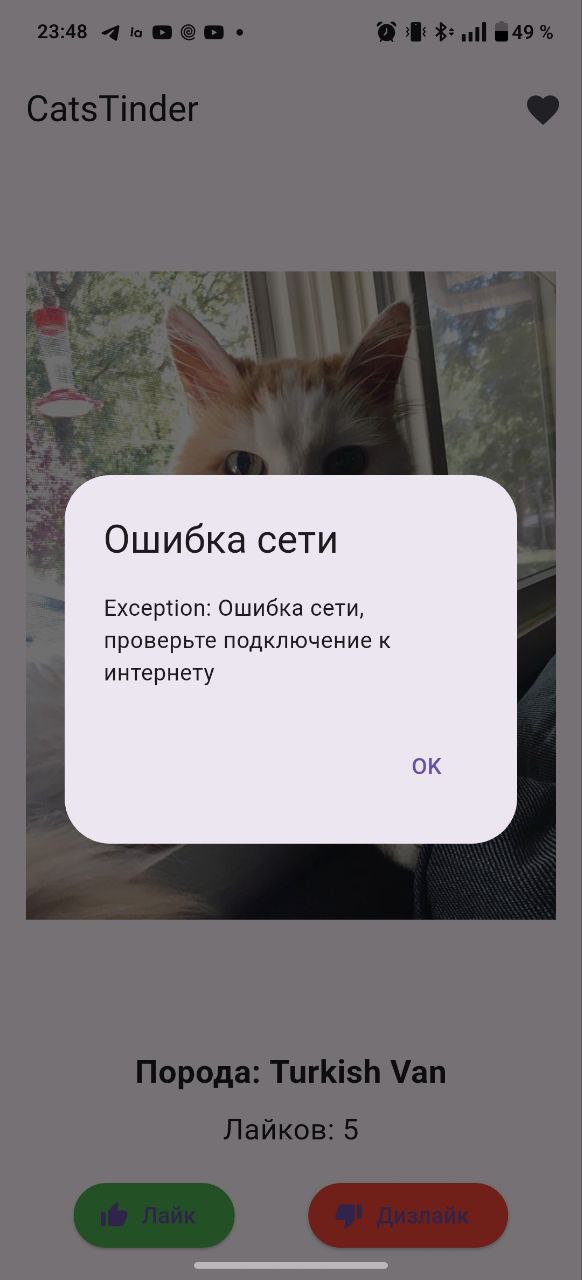 23:48
49 %
CatsTinder
Ошибка сети
Exception: Ошибка сети,
проверьте подключение к
интернету
OK
Порода: Turkish Van
Лайков: 5
Лайк
Дизлайк